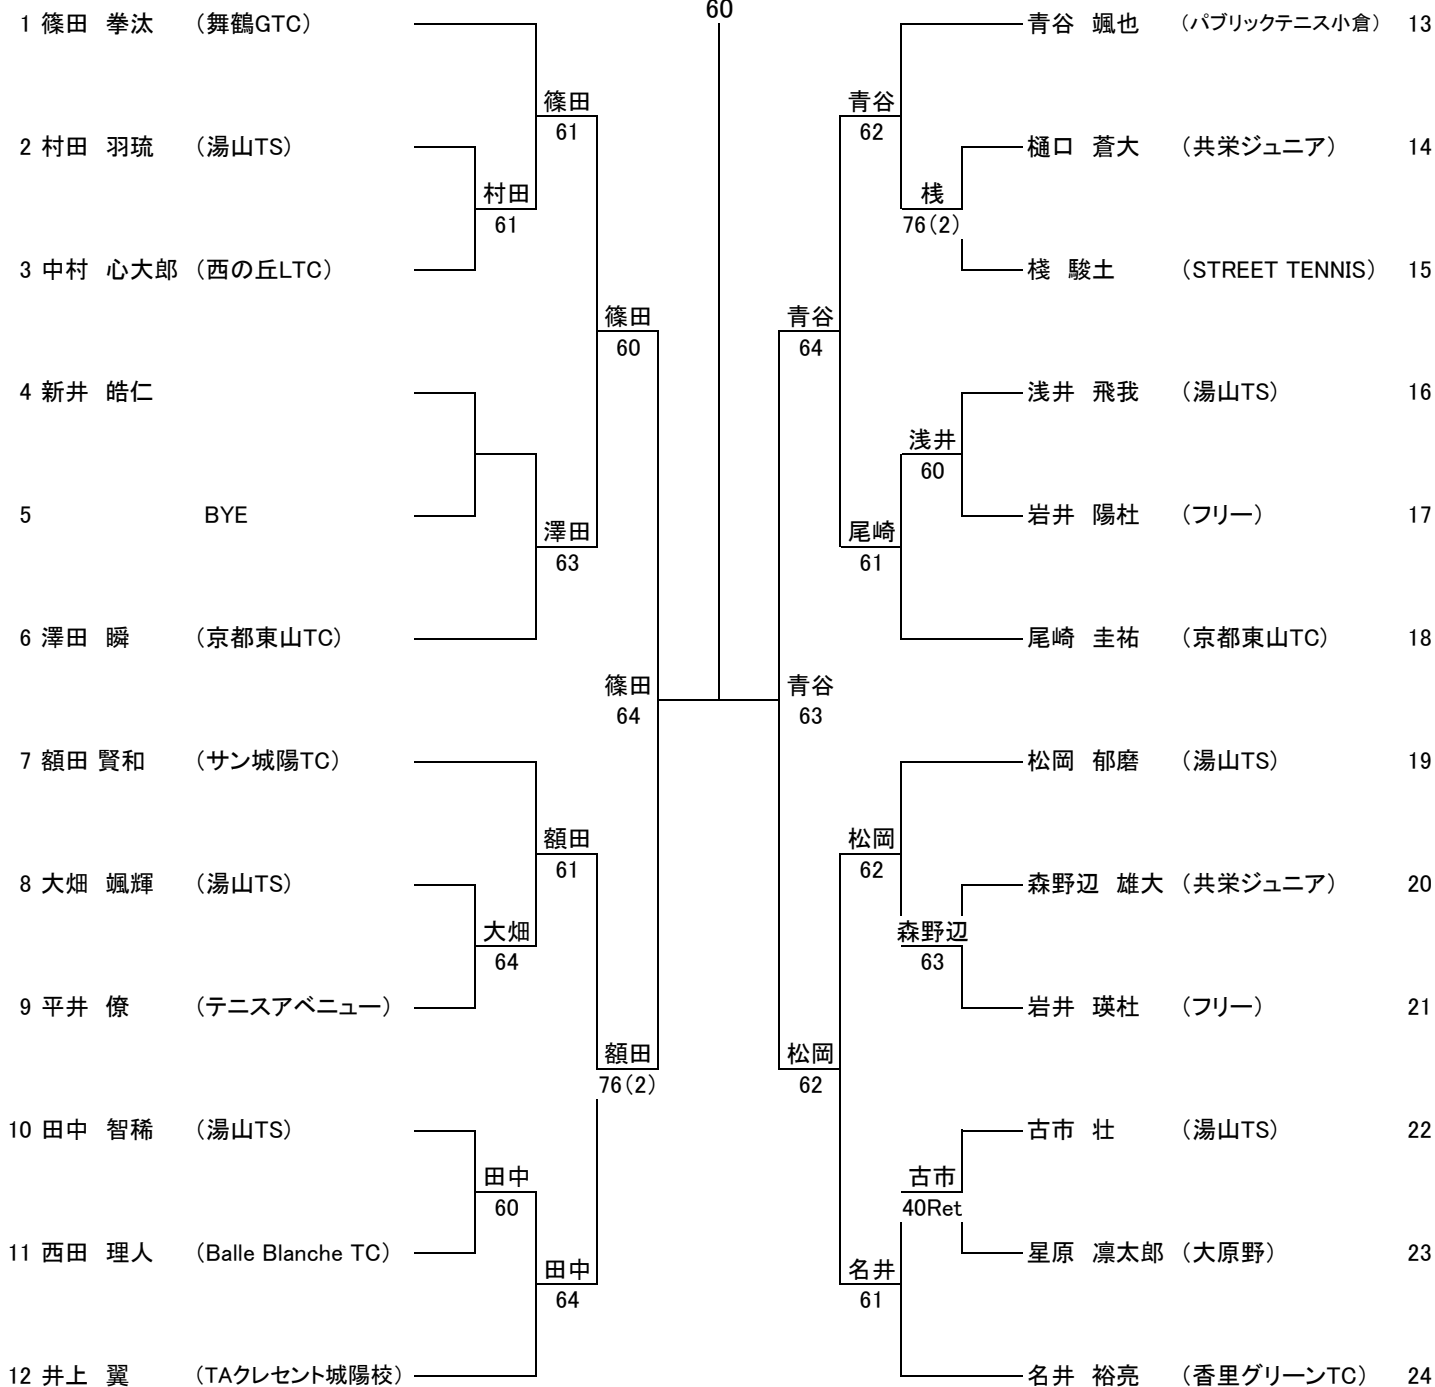 60
1 篠田 拳汰 （舞鶴GTC）
篠田
61
2 村田 羽琉 （湯山TS）
村田
61
3 中村 心大郎 （西の丘LTC）
篠田
60
4 新井 皓仁
5 BYE
澤田
63
6 澤田 瞬 （京都東山TC）
篠田
64
7 額田 賢和 （サン城陽TC）
額田
61
8 大畑 颯輝 （湯山TS）
大畑
64
9 平井 僚 （テニスアベニュー）
額田
76（2）
10 田中 智稀 （湯山TS）
田中
60
11 西田 理人 （Balle Blanche TC）
田中
64
12 井上 翼 （TAクレセント城陽校）
青谷 颯也 （パブリックテニス小倉） 13
青谷
62
樋口 蒼大 （共栄ジュニア） 14
桟
76（2）
棧 駿土 （STREET TENNIS） 15
青谷
64
浅井 飛我 （湯山TS） 16
浅井
60
岩井 陽杜 （フリー） 17
尾崎
61
尾崎 圭祐 （京都東山TC） 18
青谷
63
松岡 郁磨 （湯山TS） 19
松岡
62
森野辺 雄大 （共栄ジュニア） 20
森野辺
63
岩井 瑛杜 （フリー） 21
松岡
62
古市 壮 （湯山TS） 22
古市
40Ret
星原 凛太郎 （大原野） 23
名井
61
名井 裕亮 （香里グリーンTC） 24